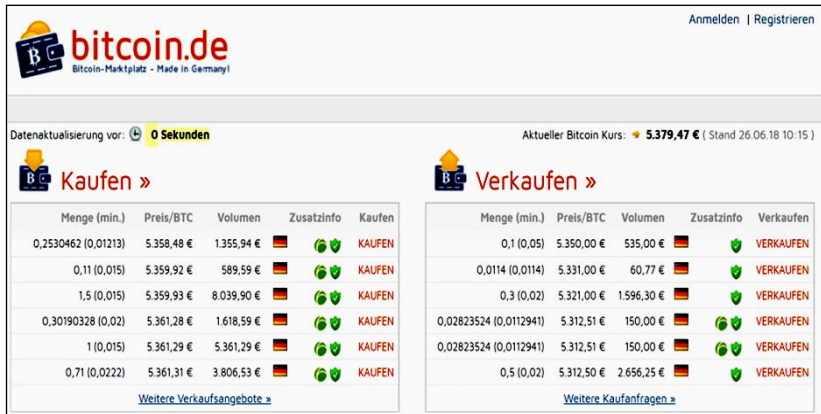 Anmelden | Registrieren
bitcoin.de
Bitcoin-Marktplatz - Made in Germany!
Datenaktualisierung vor: 0 Sekunden
Aktueller Bitcoin Kurs: 5.379,47 € ( Stand 26.06.18 10:15 )
Kaufen »
Menge (min.) Preis/BTC Volumen Zusatzinfo Kaufen
0,2530462 (0,01213) 5.358,48 € 1.355,94 € KAUFEN
0,11 (0,015) 5.359,92 € 589,59 € KAUFEN
1,5 (0,015) 5.359,93 € 8.039,90 € KAUFEN
0,30190328 (0,02) 5.361,28 € 1.618,59 € KAUFEN
1 (0,015) 5.361,29 € 5.361,29 € KAUFEN
0,71 (0,0222) 5.361,31 € 3.806,53 € KAUFEN
Weitere Verkaufsangebote »
Verkaufen »
Menge (min.) Preis/BTC Volumen Zusatzinfo Verkaufen
0,1 (0,05) 5.350,00 € 535,00 € VERKAUFEN
0,0114 (0,0114) 5.331,00 € 60,77 € VERKAUFEN
0,3 (0,02) 5.321,00 € 1.596,30 € VERKAUFEN
0,02823524 (0,0112941) 5.312,51 € 150,00 € VERKAUFEN
0,02823524 (0,0112941) 5.312,51 € 150,00 € VERKAUFEN
0,5 (0,02) 5.312,50 € 2.656,25 € VERKAUFEN
Weitere Kaufanfragen »